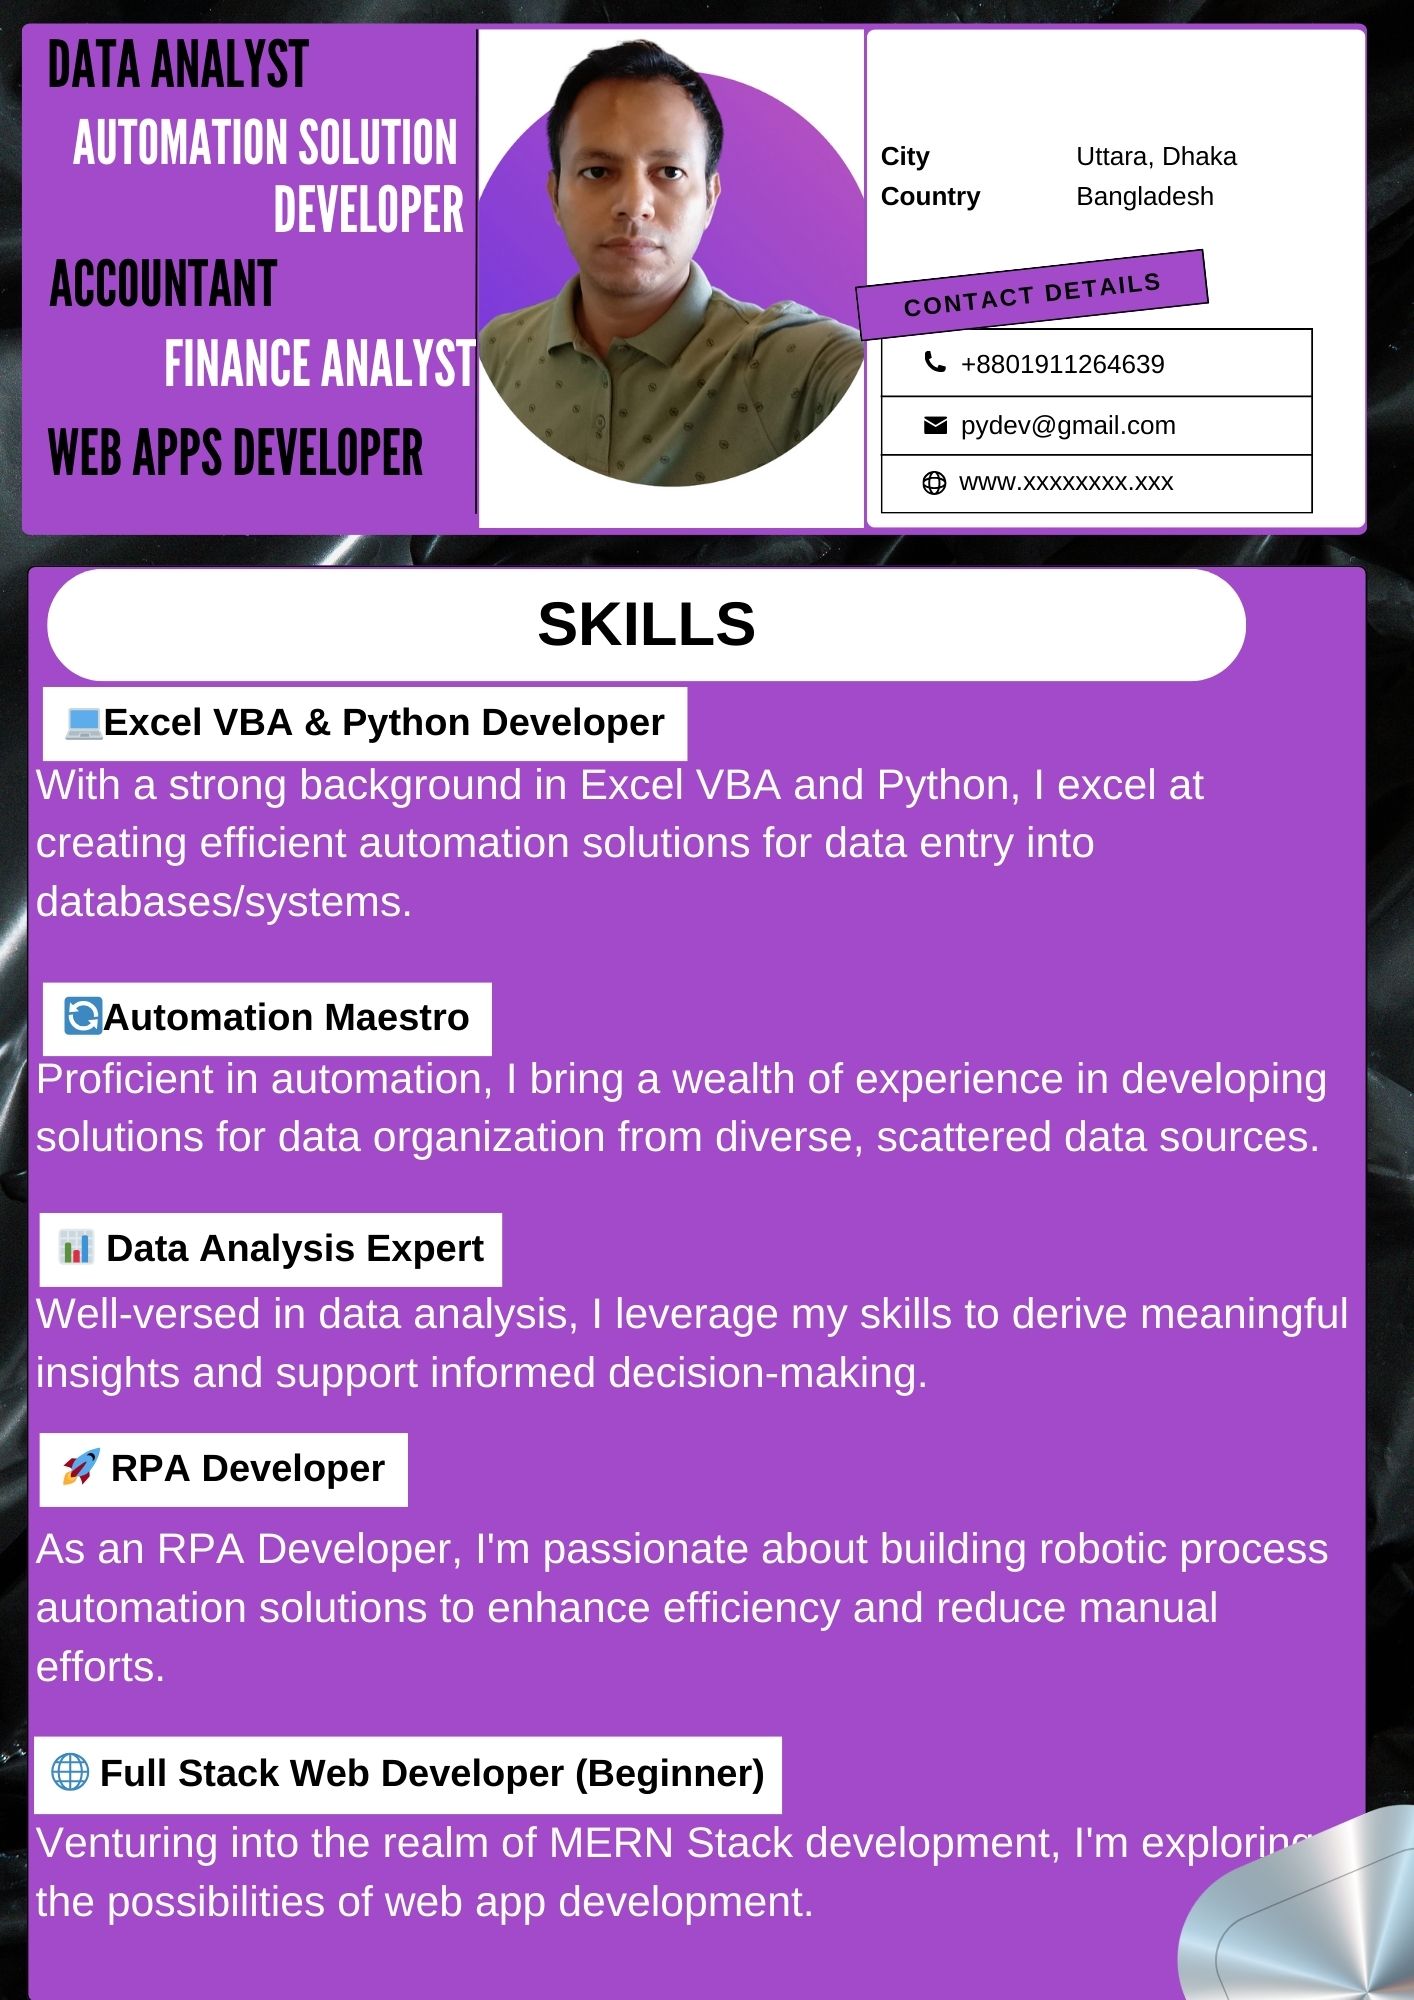 DATA ANALYST
AUTOMATION SOLUTION
DEVELOPER
ACCOUNTANT
FINANCE ANALYST
WEB APPS DEVELOPER
City Uttara, Dhaka
Country Bangladesh
CONTACT DETAILS
+8801911264639
pydev@gmail.com
www.xxxxxxxx.xxx
SKILLS
Excel VBA & Python Developer
With a strong background in Excel VBA and Python, I excel at
creating efficient automation solutions for data entry into
databases/systems.
Automation Maestro
Proficient in automation, I bring a wealth of experience in developing
solutions for data organization from diverse, scattered data sources.
Data Analysis Expert
Well-versed in data analysis, I leverage my skills to derive meaningful
insights and support informed decision-making.
RPA Developer
As an RPA Developer, I'm passionate about building robotic process
automation solutions to enhance efficiency and reduce manual
efforts.
Full Stack Web Developer (Beginner)
Venturing into the realm of MERN Stack development, I'm exploring
the possibilities of web app development.